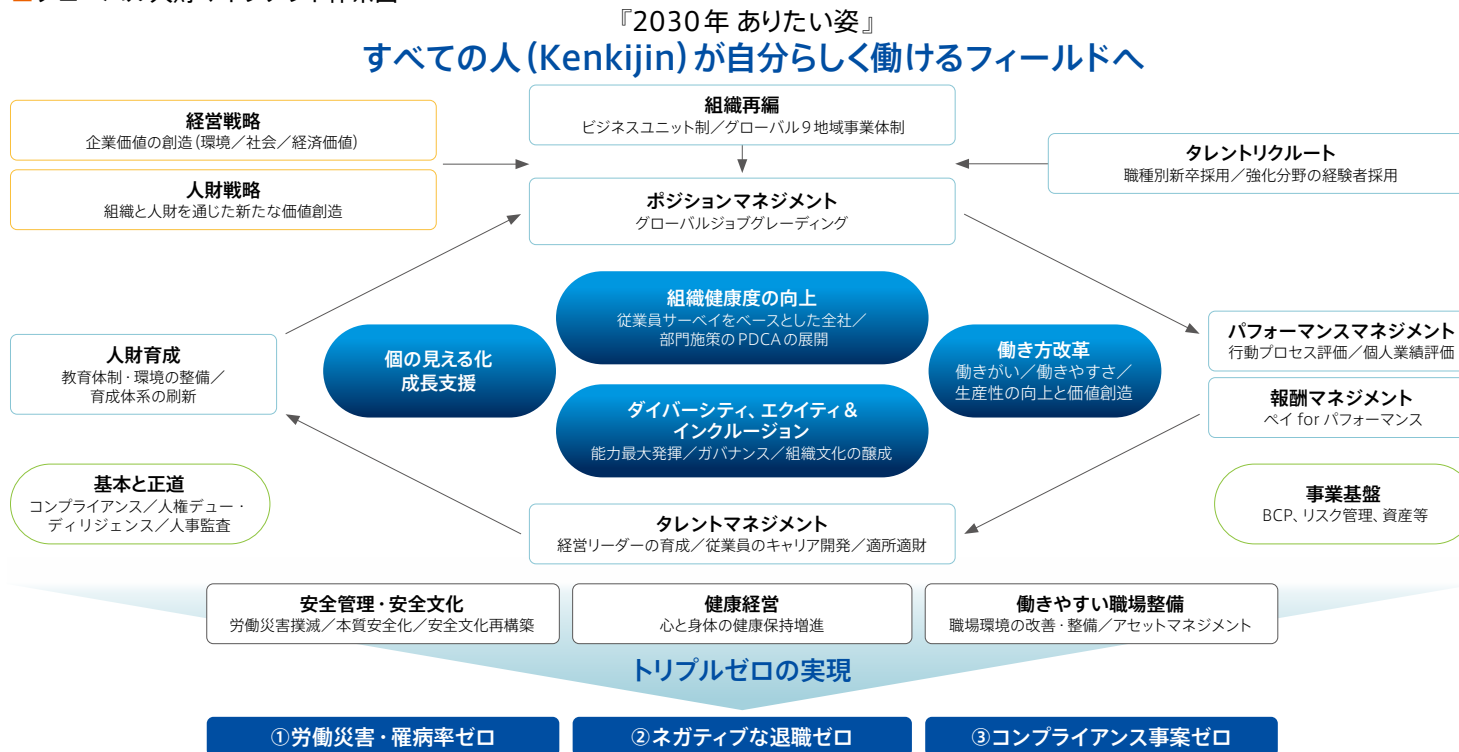 『2030年 ありたい姿』
すべての人(Kenkijin)が自分らしく働けるフィールドへ
経営戦略
企業価値の創造(環境／社会／経済価値)
人財戦略
組織と人財を通じた新たな価値創造
組織再編
ビジネスユニット制／グローバル9地域事業体制
タレントリクルート
職種別新卒採用／強化分野の経験者採用
ポジションマネジメント
グローバルジョブグレーディング
組織健康度の向上
従業員サーベイをベースとした全社／
部門施策のPDCAの展開
人財育成
教育体制・環境の整備／
育成体系の刷新
個の見える化
成長支援
働き方改革
働きがい／働きやすさ／
生産性の向上と価値創造
パフォーマンスマネジメント
行動プロセス評価／個人業績評価
報酬マネジメント
ペイ for パフォーマンス
ダイバーシティ、エクイティ&
インクルージョン
能力最大発揮／ガバナンス／組織文化の醸成
基本と正道
コンプライアンス／人権デュー・
ディリジェンス／人事監査
事業基盤
BCP、リスク管理、資産等
タレントマネジメント
経営リーダーの育成／従業員のキャリア開発／適所適財
安全管理・安全文化
労働災害撲滅／本質安全化／安全文化再構築
健康経営
心と身体の健康保持増進
働きやすい職場整備
職場環境の改善・整備／アセットマネジメント
トリプルゼロの実現
①労働災害・罹病率ゼロ
②ネガティブな退職ゼロ
③コンプライアンス事案ゼロ